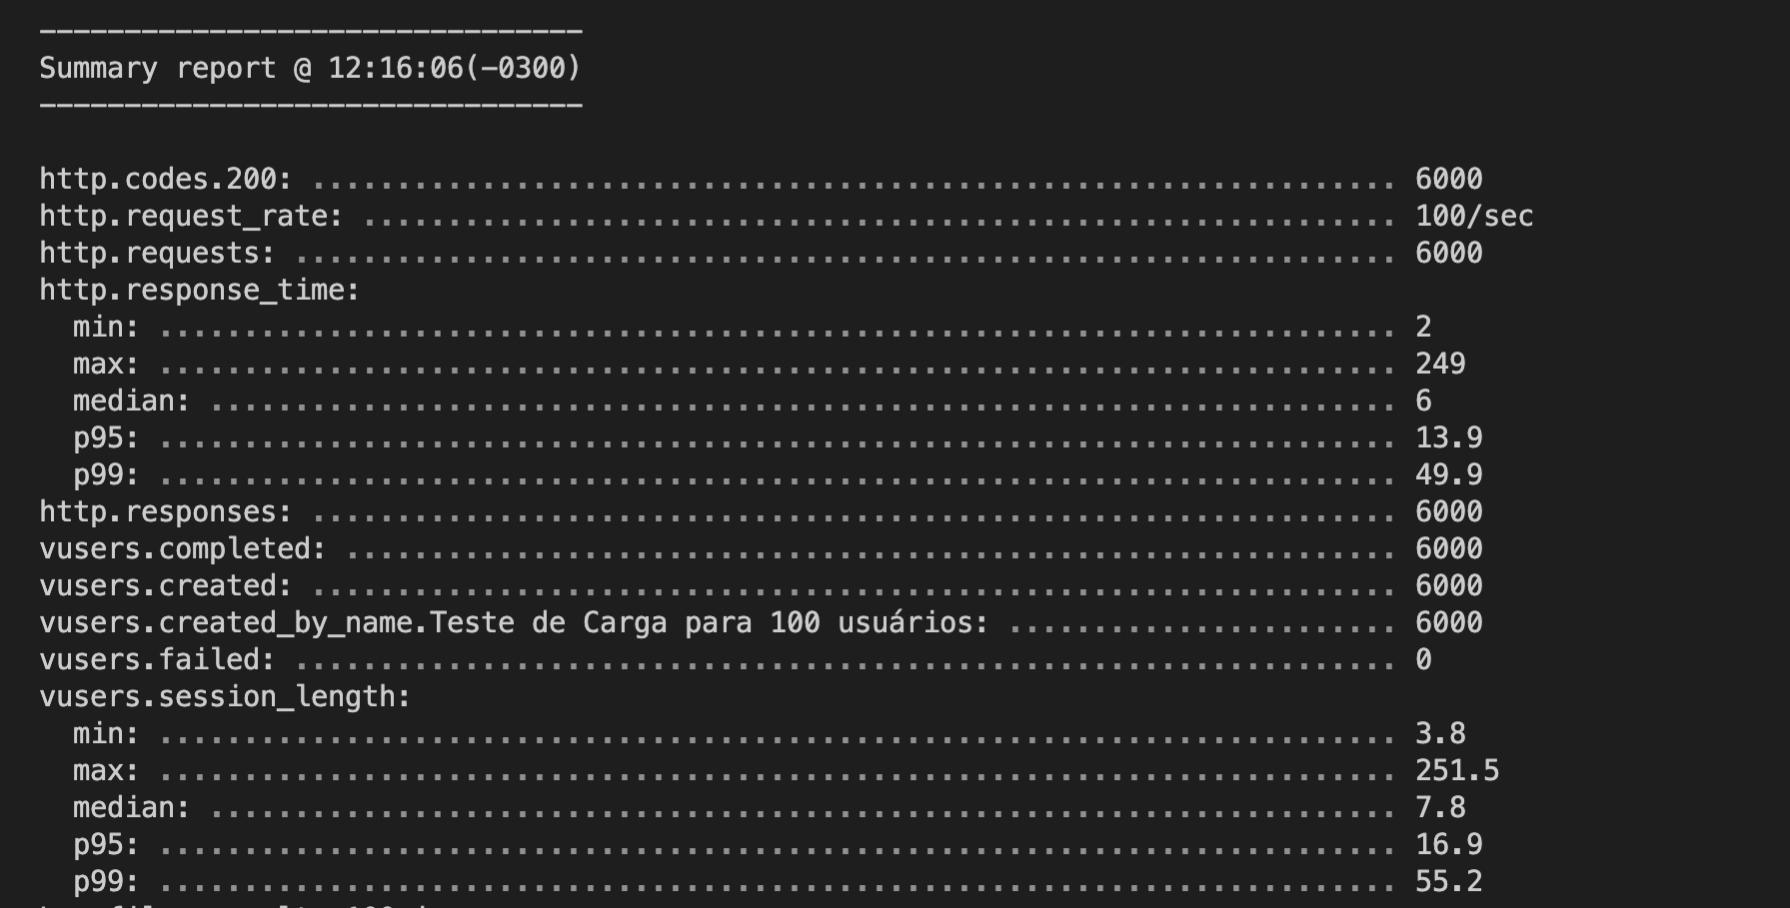 --------------------------------
Summary report @ 12:16:06(-0300)
--------------------------------
http.codes.200: ................................................................ 6000
http.request_rate: ............................................................. 100/sec
http.requests: ................................................................. 6000
http.response_time:
  min: ......................................................................... 2
  max: ......................................................................... 249
  median: ...................................................................... 6
  p95: ......................................................................... 13.9
  p99: ......................................................................... 49.9
http.responses: ................................................................ 6000
vusers.completed: .............................................................. 6000
vusers.created: ................................................................ 6000
vusers.created_by_name.Teste de Carga para 100 usuários: ....................... 6000
vusers.failed: ................................................................. 0
vusers.session_length:
  min: ......................................................................... 3.8
  max: ......................................................................... 251.5
  median: ...................................................................... 7.8
  p95: ......................................................................... 16.9
  p99: ......................................................................... 55.2